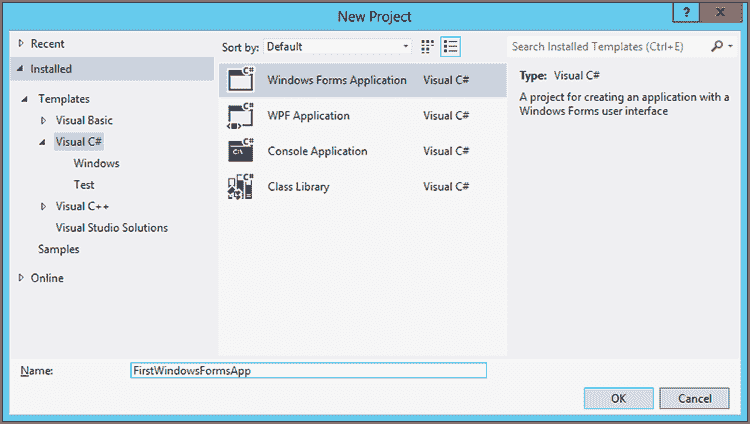 New Project
?
Recent
Installed
Sort by: Default
Search Installed Templates (Ctrl+E)
Templates
Visual Basic
Visual C#
Windows
Test
Visual C++
Visual Studio Solutions
Samples
Online
C# Windows Forms Application Visual C#
C# WPF Application Visual C#
C# C:\ Console Application Visual C#
C# Class Library Visual C#
Type: Visual C#
A project for creating an application with a
Windows Forms user interface
Name: FirstWindowsFormsApp
OK Cancel